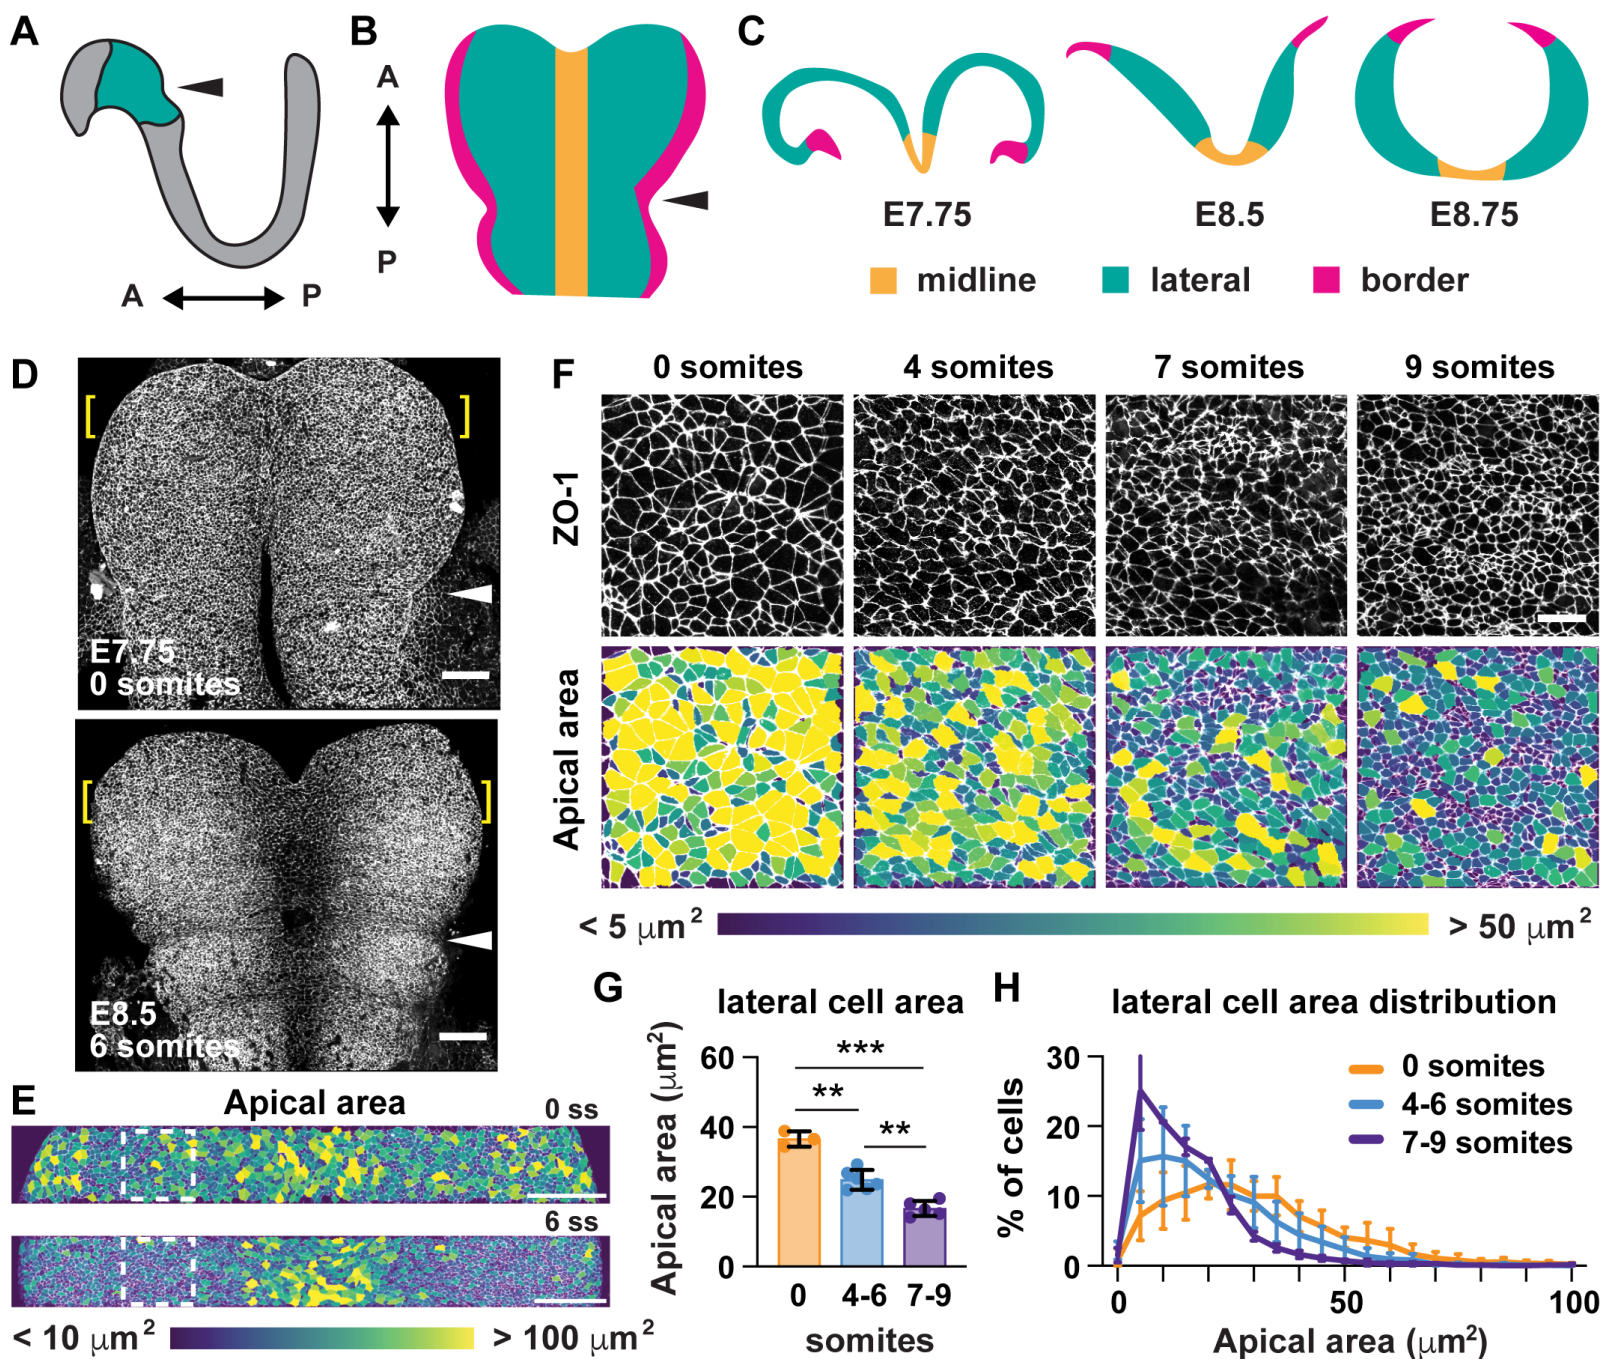 A
A P
B
A
P
C
E7.75 E8.5 E8.75
midline lateral border
D
[ ]
E7.75
0 somites
[ ]
E8.5
6 somites
E
Apical area
0 ss
6 ss
< 10 μm² > 100 μm²
F
0 somites 4 somites 7 somites 9 somites
ZO-1
Apical area
< 5 μm² > 50 μm²
G
lateral cell area
Apical area (μm²)
60
40
20
0
***
**
**
0 4-6 7-9
somites
H
lateral cell area distribution
% of cells
30
20
10
0
0 somites
4-6 somites
7-9 somites
0 50 100
Apical area (μm²)